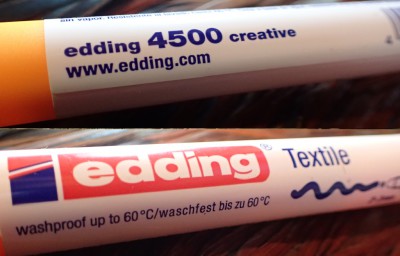 edding 4500 creative
www.edding.com
edding® Textile
washproof up to 60°C/waschfest bis zu 60°C